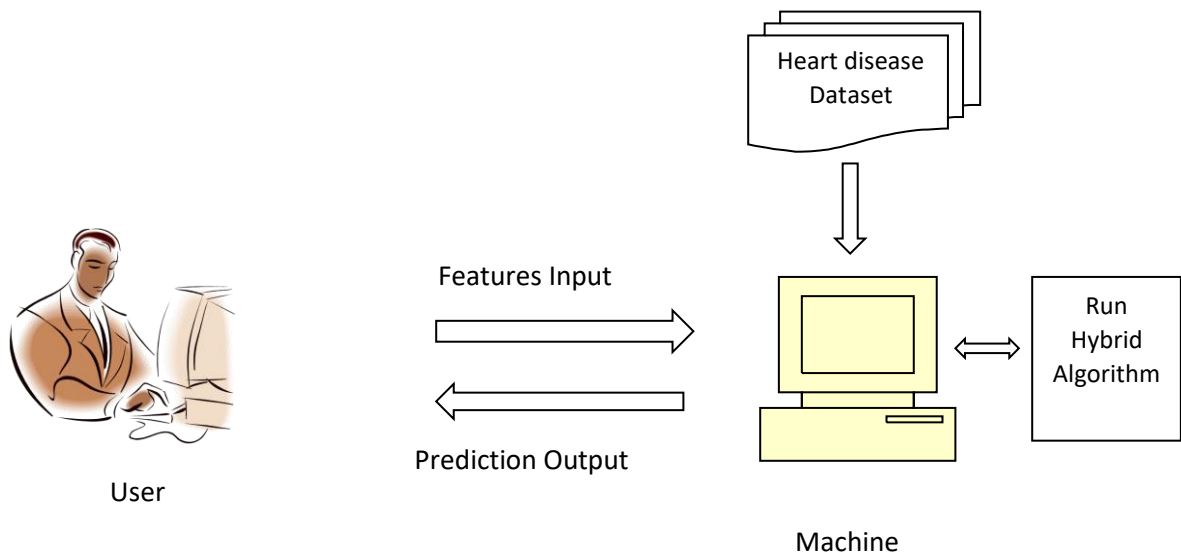 Heart disease
Dataset
Features Input
Run
Hybrid
Algorithm
Prediction Output
User
Machine